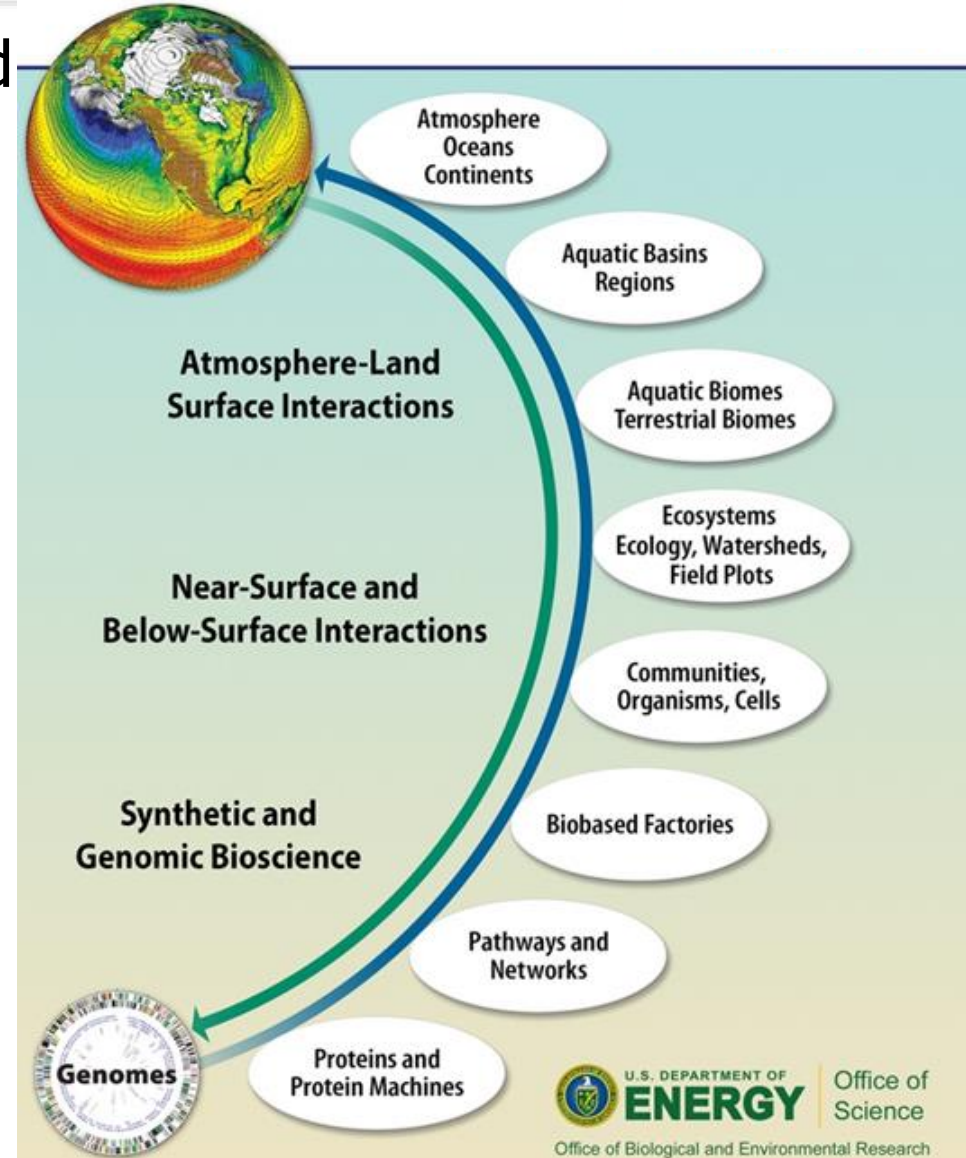 d
Atmosphere
Oceans
Continents
Aquatic Basins
Regions
Atmosphere-Land
Surface Interactions
Aquatic Biomes
Terrestrial Biomes
Ecosystems
Ecology, Watersheds,
Field Plots
Near-Surface and
Below-Surface Interactions
Communities,
Organisms, Cells
Synthetic and
Genomic Bioscience
Biobased Factories
Pathways and
Networks
Genomes
Proteins and
Protein Machines
U.S. DEPARTMENT OF
ENERGY
Office of
Science
Office of Biological and Environmental Research